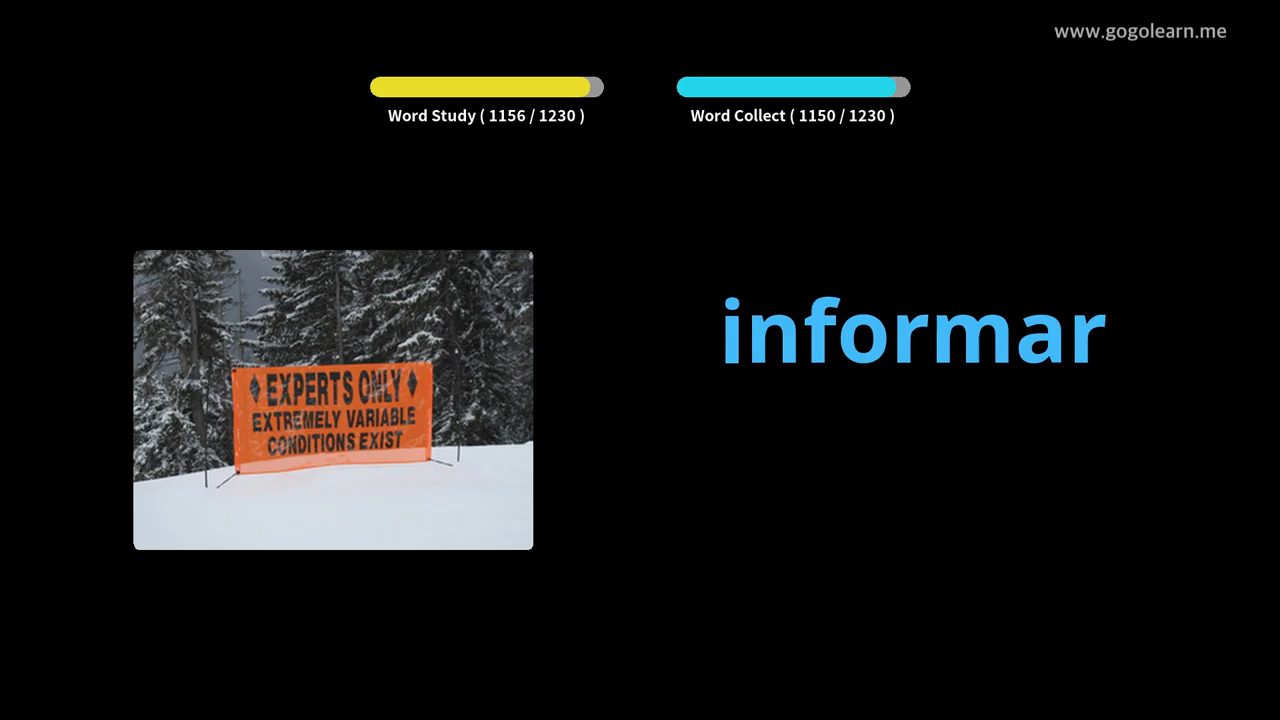 www.gogolearn.me
Word Study ( 1156 / 1230 )
Word Collect ( 1150 / 1230 )
informar
EXPERTS ONLY
EXTREMELY VARIABLE
CONDITIONS EXIST